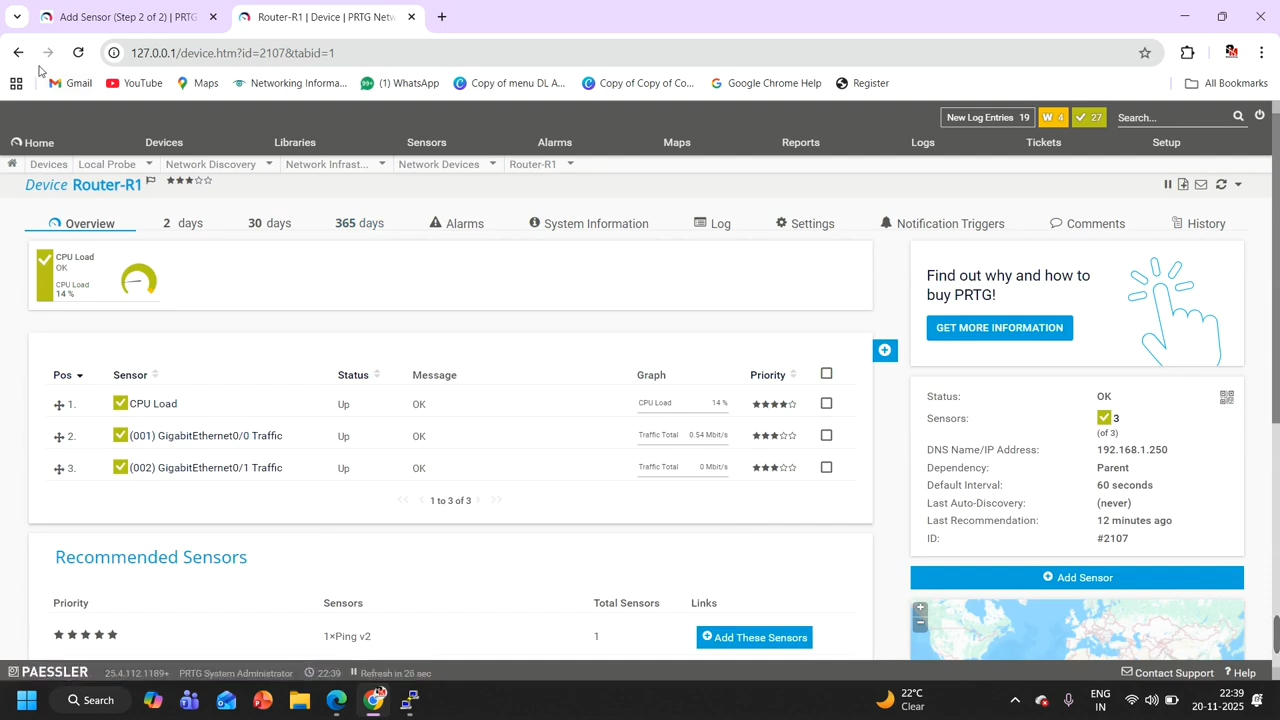 Add Sensor (Step 2 of 2) | PRTG
Router-R1 | Device | PRTG Netw
127.0.0.1/device.htm?id=2107&tabid=1
Gmail YouTube Maps Networking Informa... (1) WhatsApp Copy of menu DL A... Copy of Copy of Co... Google Chrome Help Register All Bookmarks
New Log Entries 19 W 4 27 Search...
Home Devices Libraries Sensors Alarms Maps Reports Logs Tickets Setup
Devices Local Probe Network Discovery Network Infrast... Network Devices Router-R1
Device Router-R1
Overview 2 days 30 days 365 days Alarms System Information Log Settings Notification Triggers Comments History
CPU Load
OK
CPU Load
14 %
Find out why and how to
buy PRTG!
GET MORE INFORMATION
Pos Sensor Status Message Graph Priority
1. CPU Load Up OK CPU Load 14 %
2. (001) GigabitEthernet0/0 Traffic Up OK Traffic Total 0.54 Mbit/s
3. (002) GigabitEthernet0/1 Traffic Up OK Traffic Total 0 Mbit/s
<< < 1 to 3 of 3 > >>
Status: OK
Sensors: 3
(of 3)
DNS Name/IP Address: 192.168.1.250
Dependency: Parent
Default Interval: 60 seconds
Last Auto-Discovery: (never)
Last Recommendation: 12 minutes ago
ID: #2107
Add Sensor
Recommended Sensors
Priority Sensors Total Sensors Links
1×Ping v2 1 Add These Sensors
+
−
PAESSLER 25.4.112.1189+ PRTG System Administrator 22:39 Refresh in 26 sec Contact Support ? Help
Search
22°C
Clear
ENG
IN
22:39
20-11-2025